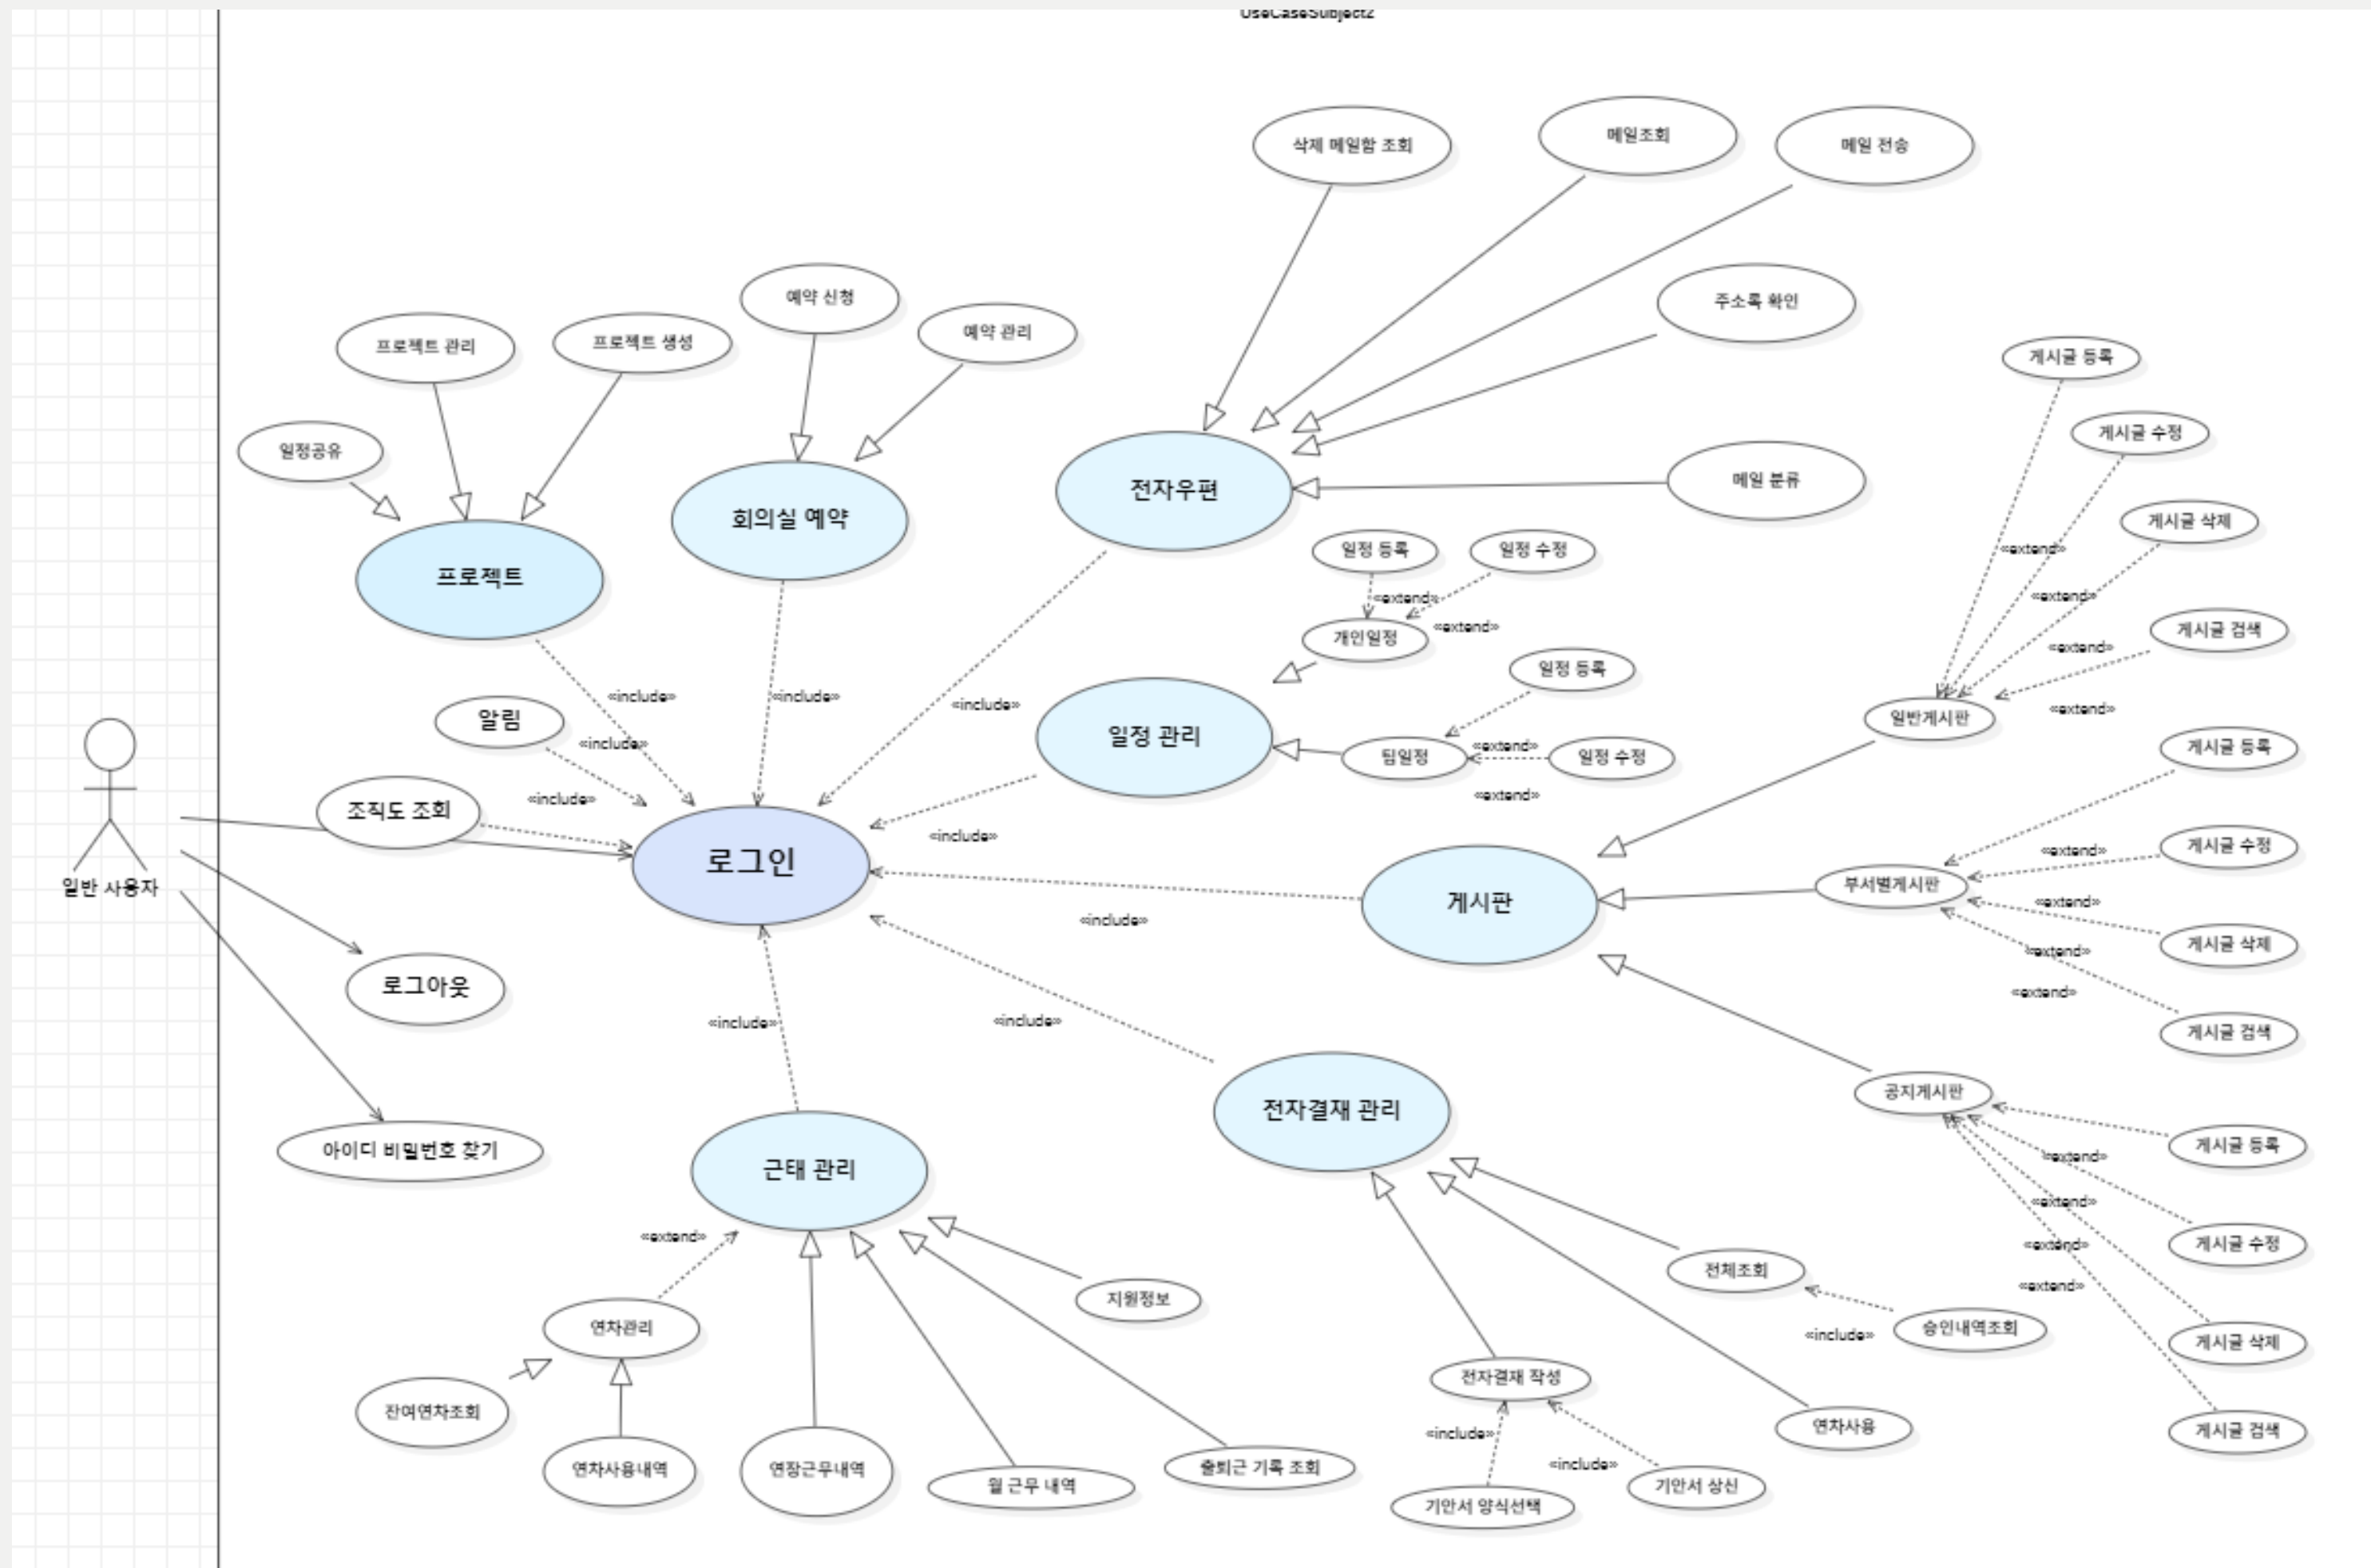 UseCaseSubject2
삭제 메일함 조회
메일조회
메일 전송
예약 신청
예약 관리
주소록 확인
프로젝트 관리
프로젝트 생성
게시글 등록
일정공유
게시글 수정
전자우편
메일 분류
회의실 예약
게시글 삭제
일정 등록
일정 수정
«extend»
프로젝트
«extend»
«extend»
개인일정
«extend»
게시글 검색
«extend»
일정 등록
«include»
«include»
«include»
«extend»
알림
일반게시판
«include»
일정 관리
팀일정
«extend»
일정 수정
게시글 등록
«include»
«extend»
조직도 조회
«include»
로그인
게시글 수정
«extend»
일반 사용자
부서별게시판
게시판
«extend»
«include»
게시글 삭제
«extend»
로그아웃
«extend»
«include»
«include»
게시글 검색
공지게시판
전자결재 관리
아이디 비밀번호 찾기
게시글 등록
«extend»
근태 관리
«extend»
«extend»
«extend»
게시글 수정
전체조회
«extend»
지원정보
연차관리
승인내역조회
«include»
게시글 삭제
전자결재 작성
잔여연차조회
연차사용
«include»
게시글 검색
연차사용내역
연장근무내역
출퇴근 기록 조회
«include»
월 근무 내역
기안서 상신
기안서 양식선택